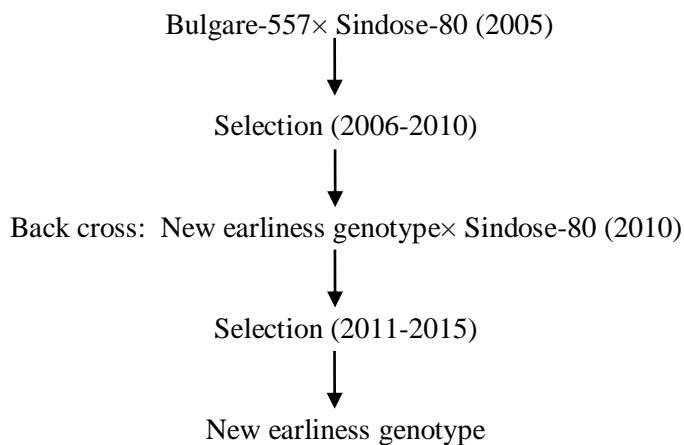 Bulgare-557× Sindose-80 (2005)
Selection (2006-2010)
Back cross: New earliness genotype× Sindose-80 (2010)
Selection (2011-2015)
New earliness genotype